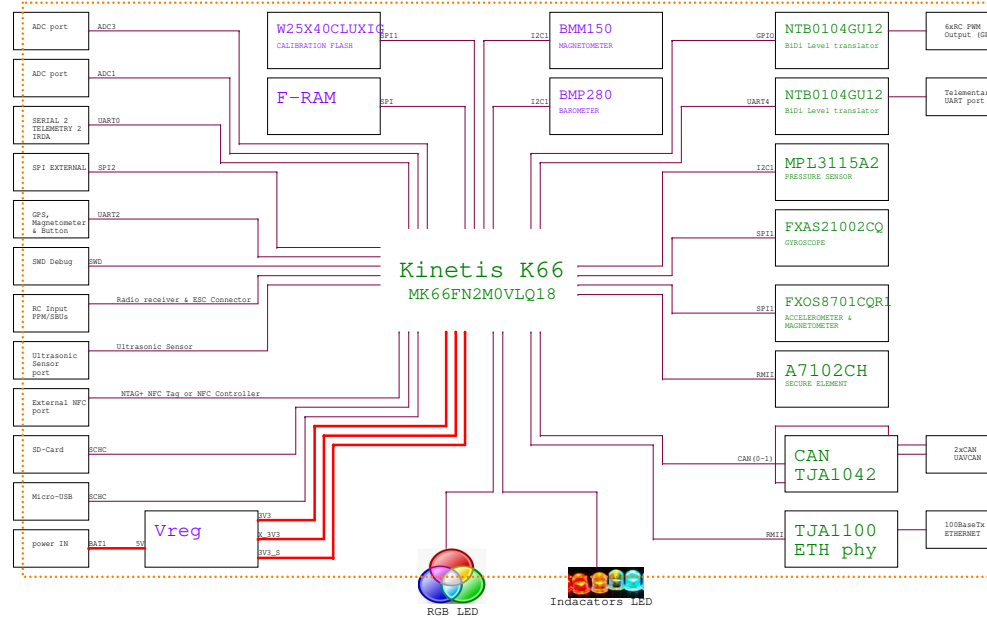 ADC port
ADC3
ADC port
ADC1
SERIAL 2
TELEMETRY 2
IRDA
UART0
SPI EXTERNAL
SPI2
GPS,
Magnetometer
& Button
UART2
SWD Debug
SWD
RC Input
PPM/SBUs
Radio receiver & ESC Connector
Ultrasonic
Sensor
port
Ultrasonic Sensor
External NFC
port
NTAG+ NFC Tag or NFC Controller
SD-Card
SCHC
Micro-USB
SCHC
power IN
BAT1
5V
Vreg
3V3
X_3V3
3V3_S
W25X40CLUXIG
CALIBRATION FLASH
SPI1
F-RAM
SPI
I2C1
BMM150
MAGNETOMETER
I2C1
BMP280
BAROMETER
Kinetis K66
MK66FN2M0VLQ18
GPIO
NTB0104GU12
BiDi Level translator
6xRC PWM
Output (GP
UART4
NTB0104GU12
BiDi Level translator
Telementar
UART port
I2C1
MPL3115A2
PRESSURE SENSOR
SPI1
FXAS21002CQ
GYROSCOPE
SPI1
FXOS8701CQR1
ACCELEROMETER &
MAGNETOMETER
RMII
A7102CH
SECURE ELEMENT
CAN(0-1)
CAN
TJA1042
2xCAN
UAVCAN
RMII
TJA1100
ETH phy
100BaseTx
ETHERNET
RGB LED
Indacators LED